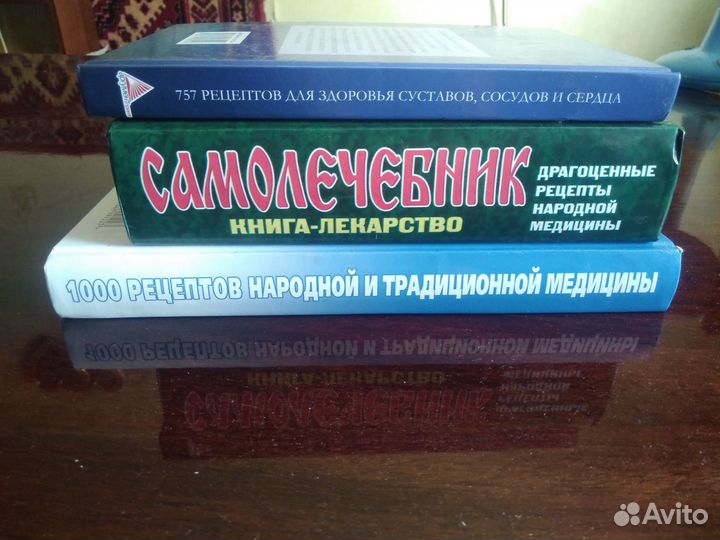 757 РЕЦЕПТОВ ДЛЯ ЗДОРОВЬЯ СУСТАВОВ, СОСУДОВ И СЕРДЦА
САМОЛЕЧЕБНИК
КНИГА-ЛЕКАРСТВО
ДРАГОЦЕННЫЕ
РЕЦЕПТЫ
НАРОДНОЙ
МЕДИЦИНЫ
1000 РЕЦЕПТОВ НАРОДНОЙ И ТРАДИЦИОННОЙ МЕДИЦИНЫ
Avito